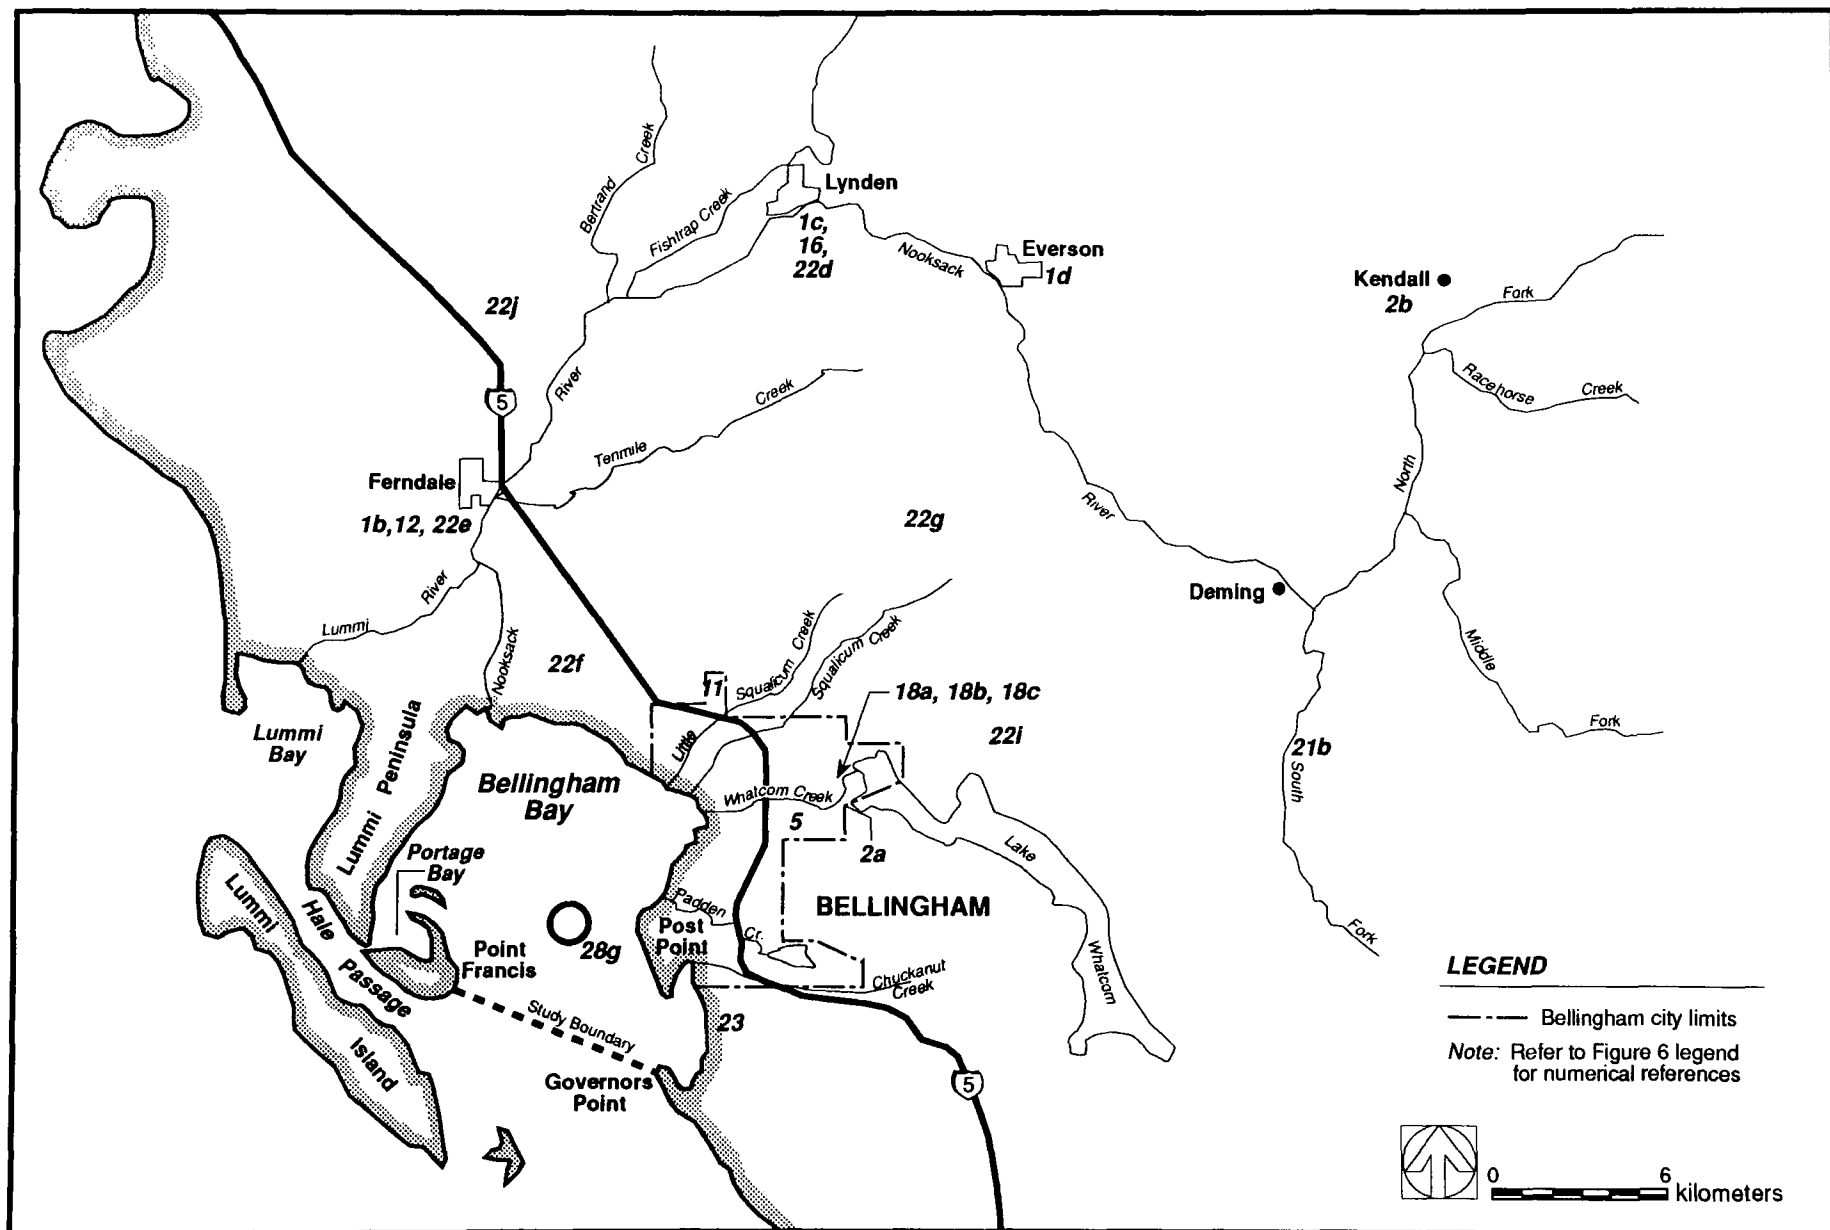 Bertrand Creek
Fishtrap Creek
Lynden
1c,
16,
22d
Nooksack
Everson
1d
Kendall
2b
Fork
22j
Racehorse Creek
5
River
Creek
Tenmile
North
Ferndale
1b,12, 22e
22g
River
Deming
River
Lummi
Nooksack
22f
Squalicum Creek
Squalicum Creek
Middle
11
18a, 18b, 18c
22i
Fork
21b
Lummi
Bay
Lummi Peninsula
Little
South
Bellingham
Bay
Whatcom Creek
5
2a
Lake
Portage
Bay
Lummi
Hale
Padden
Cr.
BELLINGHAM
Post
Point
28g
Point
Francis
Fork
Whatcom
Passage
Chuckanut
Creek
LEGEND
Study Boundary
23
Bellingham city limits
Island
Note: Refer to Figure 6 legend
for numerical references
Governors
Point
5
0 6
kilometers